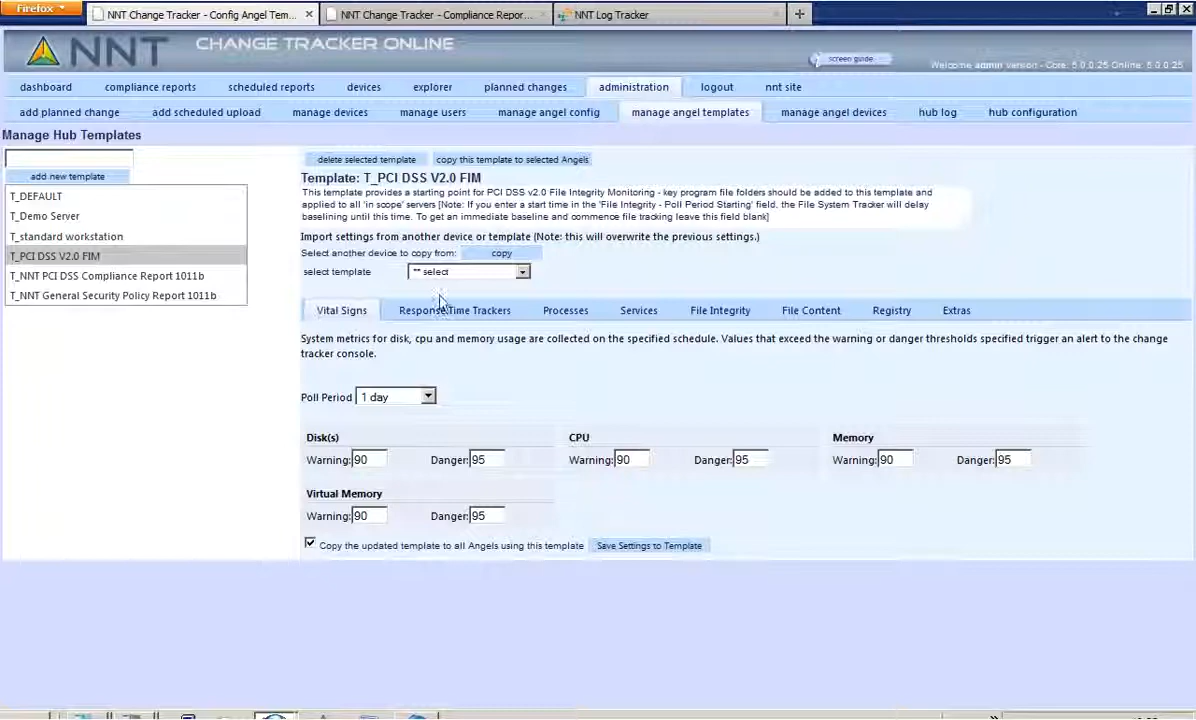 Firefox
NNT Change Tracker - Config Angel Tem...
NNT Change Tracker - Compliance Repor...
NNT Log Tracker
NNT
CHANGE TRACKER ONLINE
screen guide
Welcome admin version - Core: 5.0.0.25 Online: 5.0.0.25
dashboard compliance reports scheduled reports devices explorer planned changes administration logout nnt site
add planned change add scheduled upload manage devices manage users manage angel config manage angel templates manage angel devices hub log hub configuration
Manage Hub Templates
add new template
T_DEFAULT
T_Demo Server
T_standard workstation
T_PCI DSS V2.0 FIM
T_NNT PCI DSS Compliance Report 1011b
T_NNT General Security Policy Report 1011b
delete selected template copy this template to selected Angels
Template: T_PCI DSS V2.0 FIM
This template provides a starting point for PCI DSS v2.0 File Integrity Monitoring - key program file folders should be added to this template and
applied to all 'in scope' servers [Note: If you enter a start time in the 'File Integrity - Poll Period Starting' field, the File System Tracker will delay
baselining until this time. To get an immediate baseline and commence file tracking leave this field blank]
Import settings from another device or template (Note: this will overwrite the previous settings.)
Select another device to copy from: copy
select template ** select
Vital Signs Response Time Trackers Processes Services File Integrity File Content Registry Extras
System metrics for disk, cpu and memory usage are collected on the specified schedule. Values that exceed the warning or danger thresholds specified trigger an alert to the change
tracker console.
Poll Period 1 day
Disk(s) CPU Memory
Warning: 90 Danger: 95 Warning: 90 Danger: 95 Warning: 90 Danger: 95
Virtual Memory
Warning: 90 Danger: 95
Copy the updated template to all Angels using this template Save Settings to Template